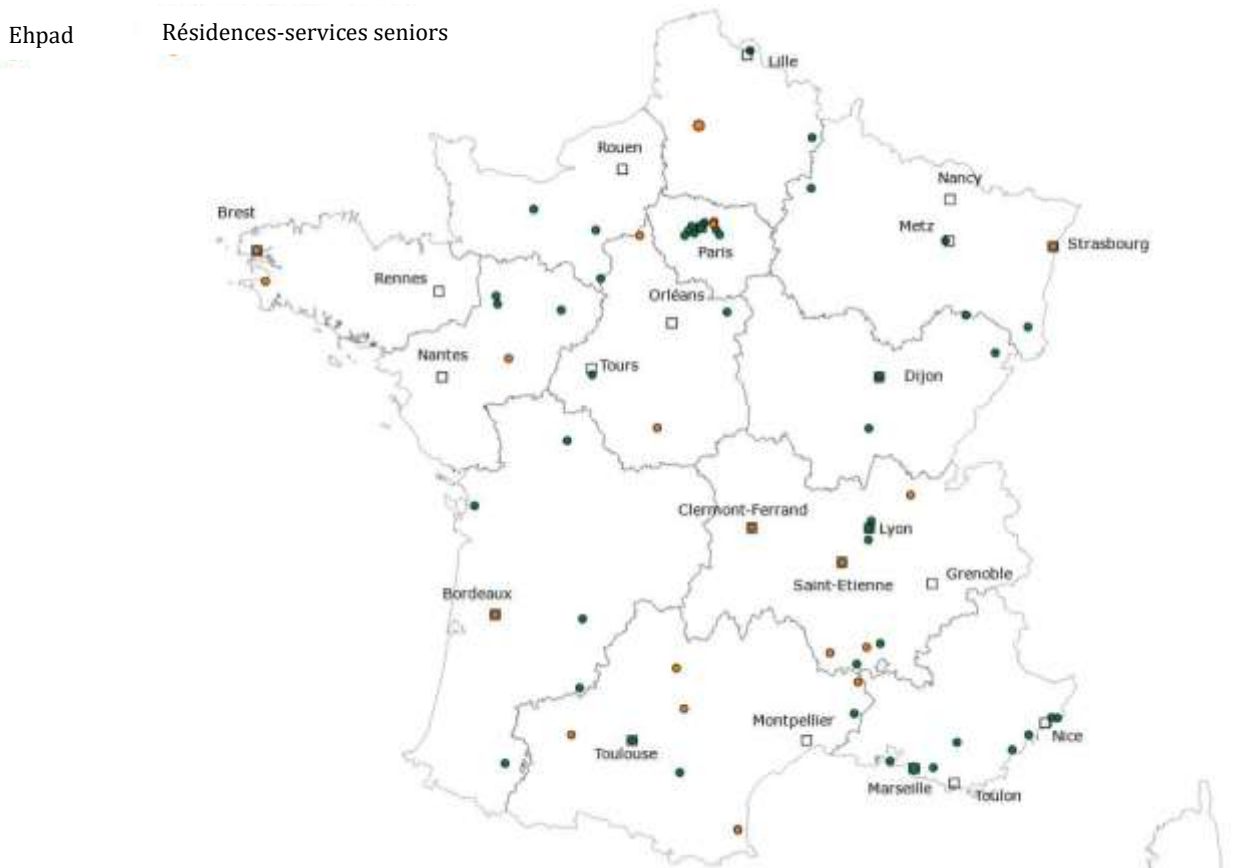 Ehpad
Résidences-services seniors
Lille
Rouen
Nancy
Brest
Metz
Strasbourg
Paris
Rennes
Orléans
Nantes
Tours
Dijon
Clermont-Ferrand
Lyon
Saint-Etienne
Grenoble
Bordeaux
Montpellier
Toulouse
Nice
Marseille
Toulon